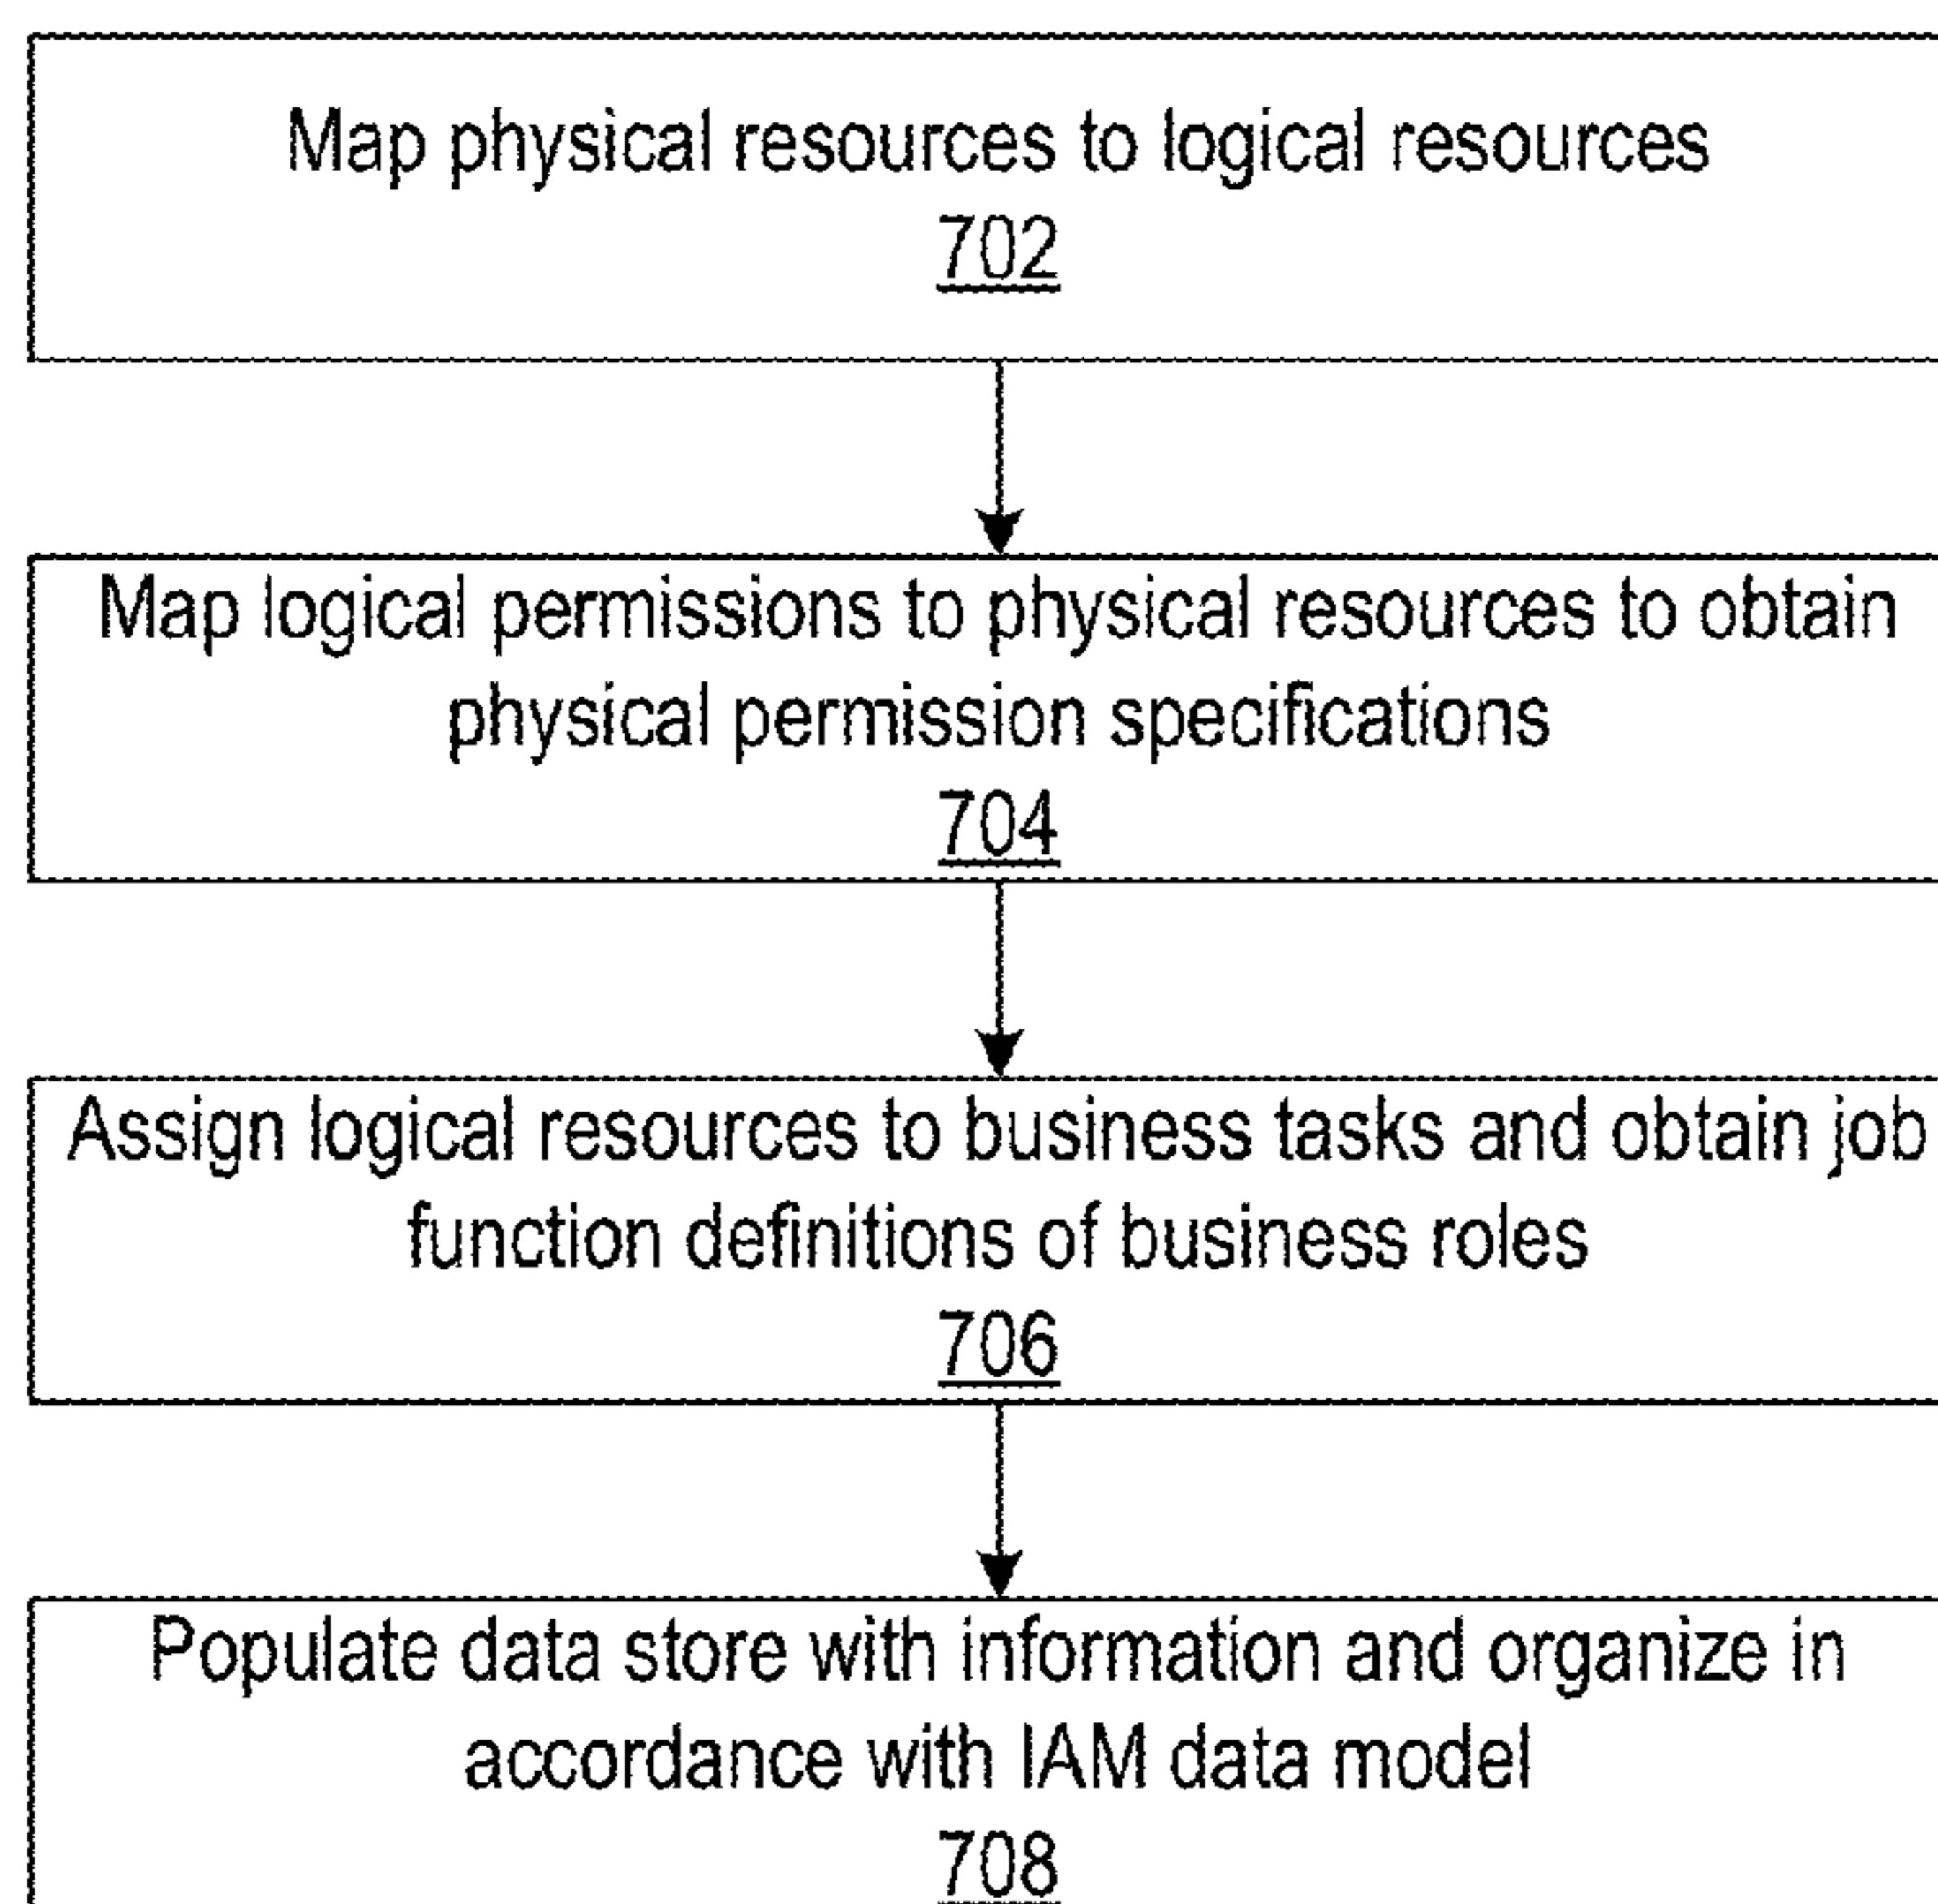 Map physical resources to logical resources
702
Map logical permissions to physical resources to obtain
physical permission specifications
704
Assign logical resources to business tasks and obtain job
function definitions of business roles
706
Populate data store with information and organize in
accordance with IAM data model
708